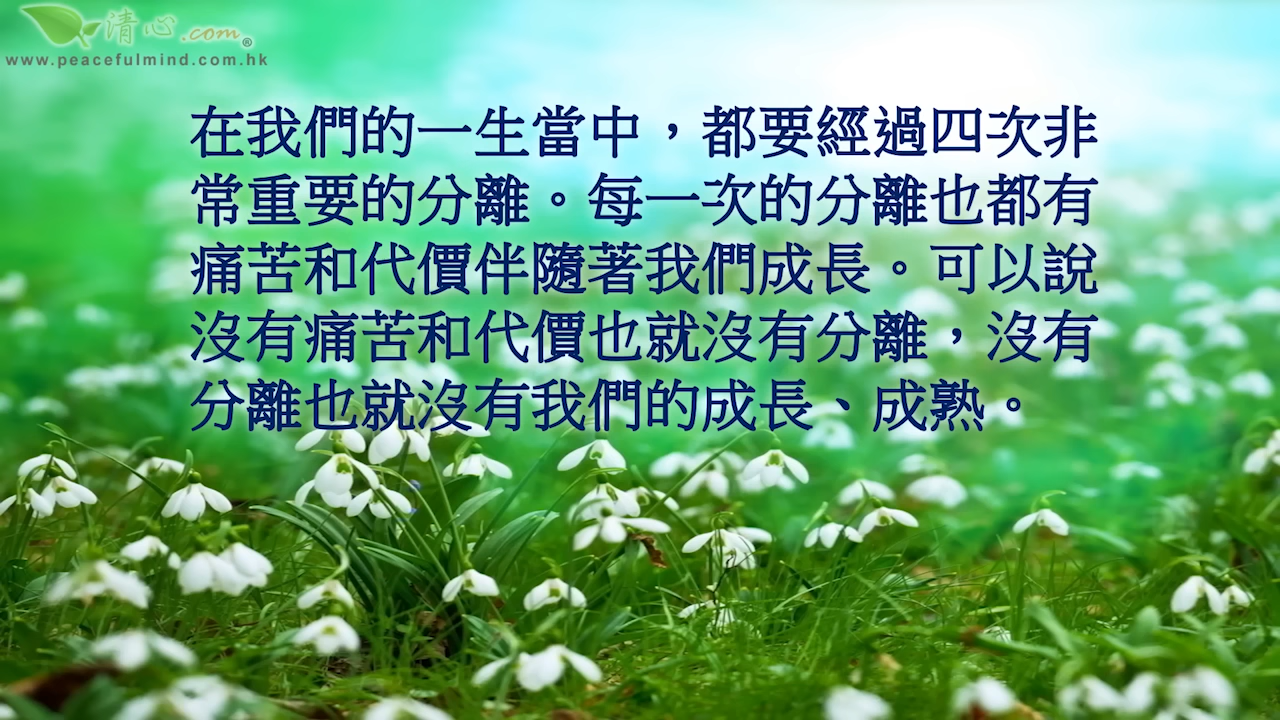 清心.com®
www.peacefulmind.com.hk
在我們的一生當中，都要經過四次非
常重要的分離。每一次的分離也都有
痛苦和代價伴隨著我們成長。可以說
沒有痛苦和代價也就沒有分離，沒有
分離也就沒有我們的成長、成熟。